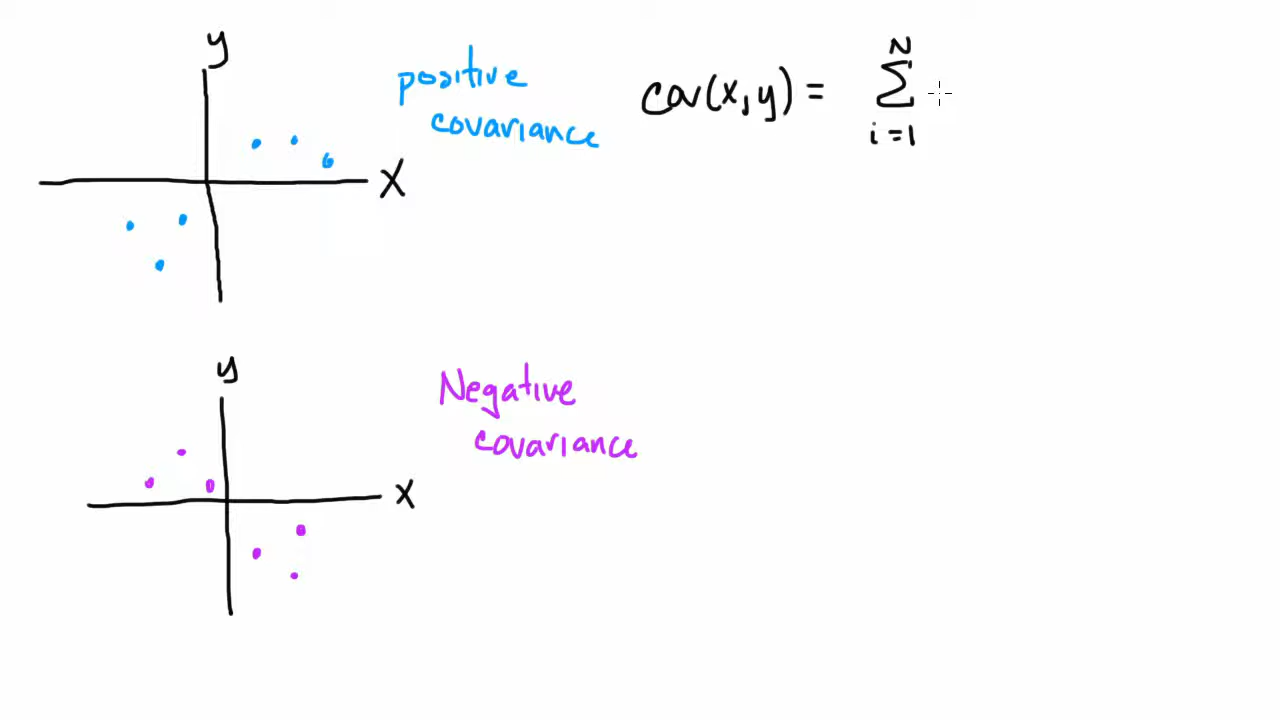 y
positive
covariance
x
cov(x,y) =
N
Σ
i=1
y
Negative
covariance
x